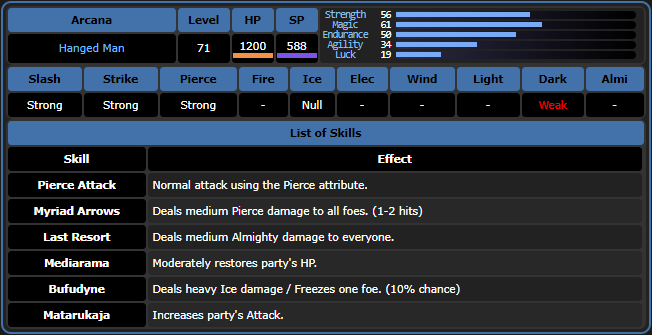 Arcana Level HP SP
Hanged Man 71 1200 588
Strength 56
Magic 61
Endurance 50
Agility 34
Luck 19
Slash Strike Pierce Fire Ice Elec Wind Light Dark Almi
Strong Strong Strong - Null - - - Weak -
List of Skills
Skill Effect
Pierce Attack Normal attack using the Pierce attribute.
Myriad Arrows Deals medium Pierce damage to all foes. (1-2 hits)
Last Resort Deals medium Almighty damage to everyone.
Mediarama Moderately restores party's HP.
Bufudyne Deals heavy Ice damage / Freezes one foe. (10% chance)
Matarukaja Increases party's Attack.